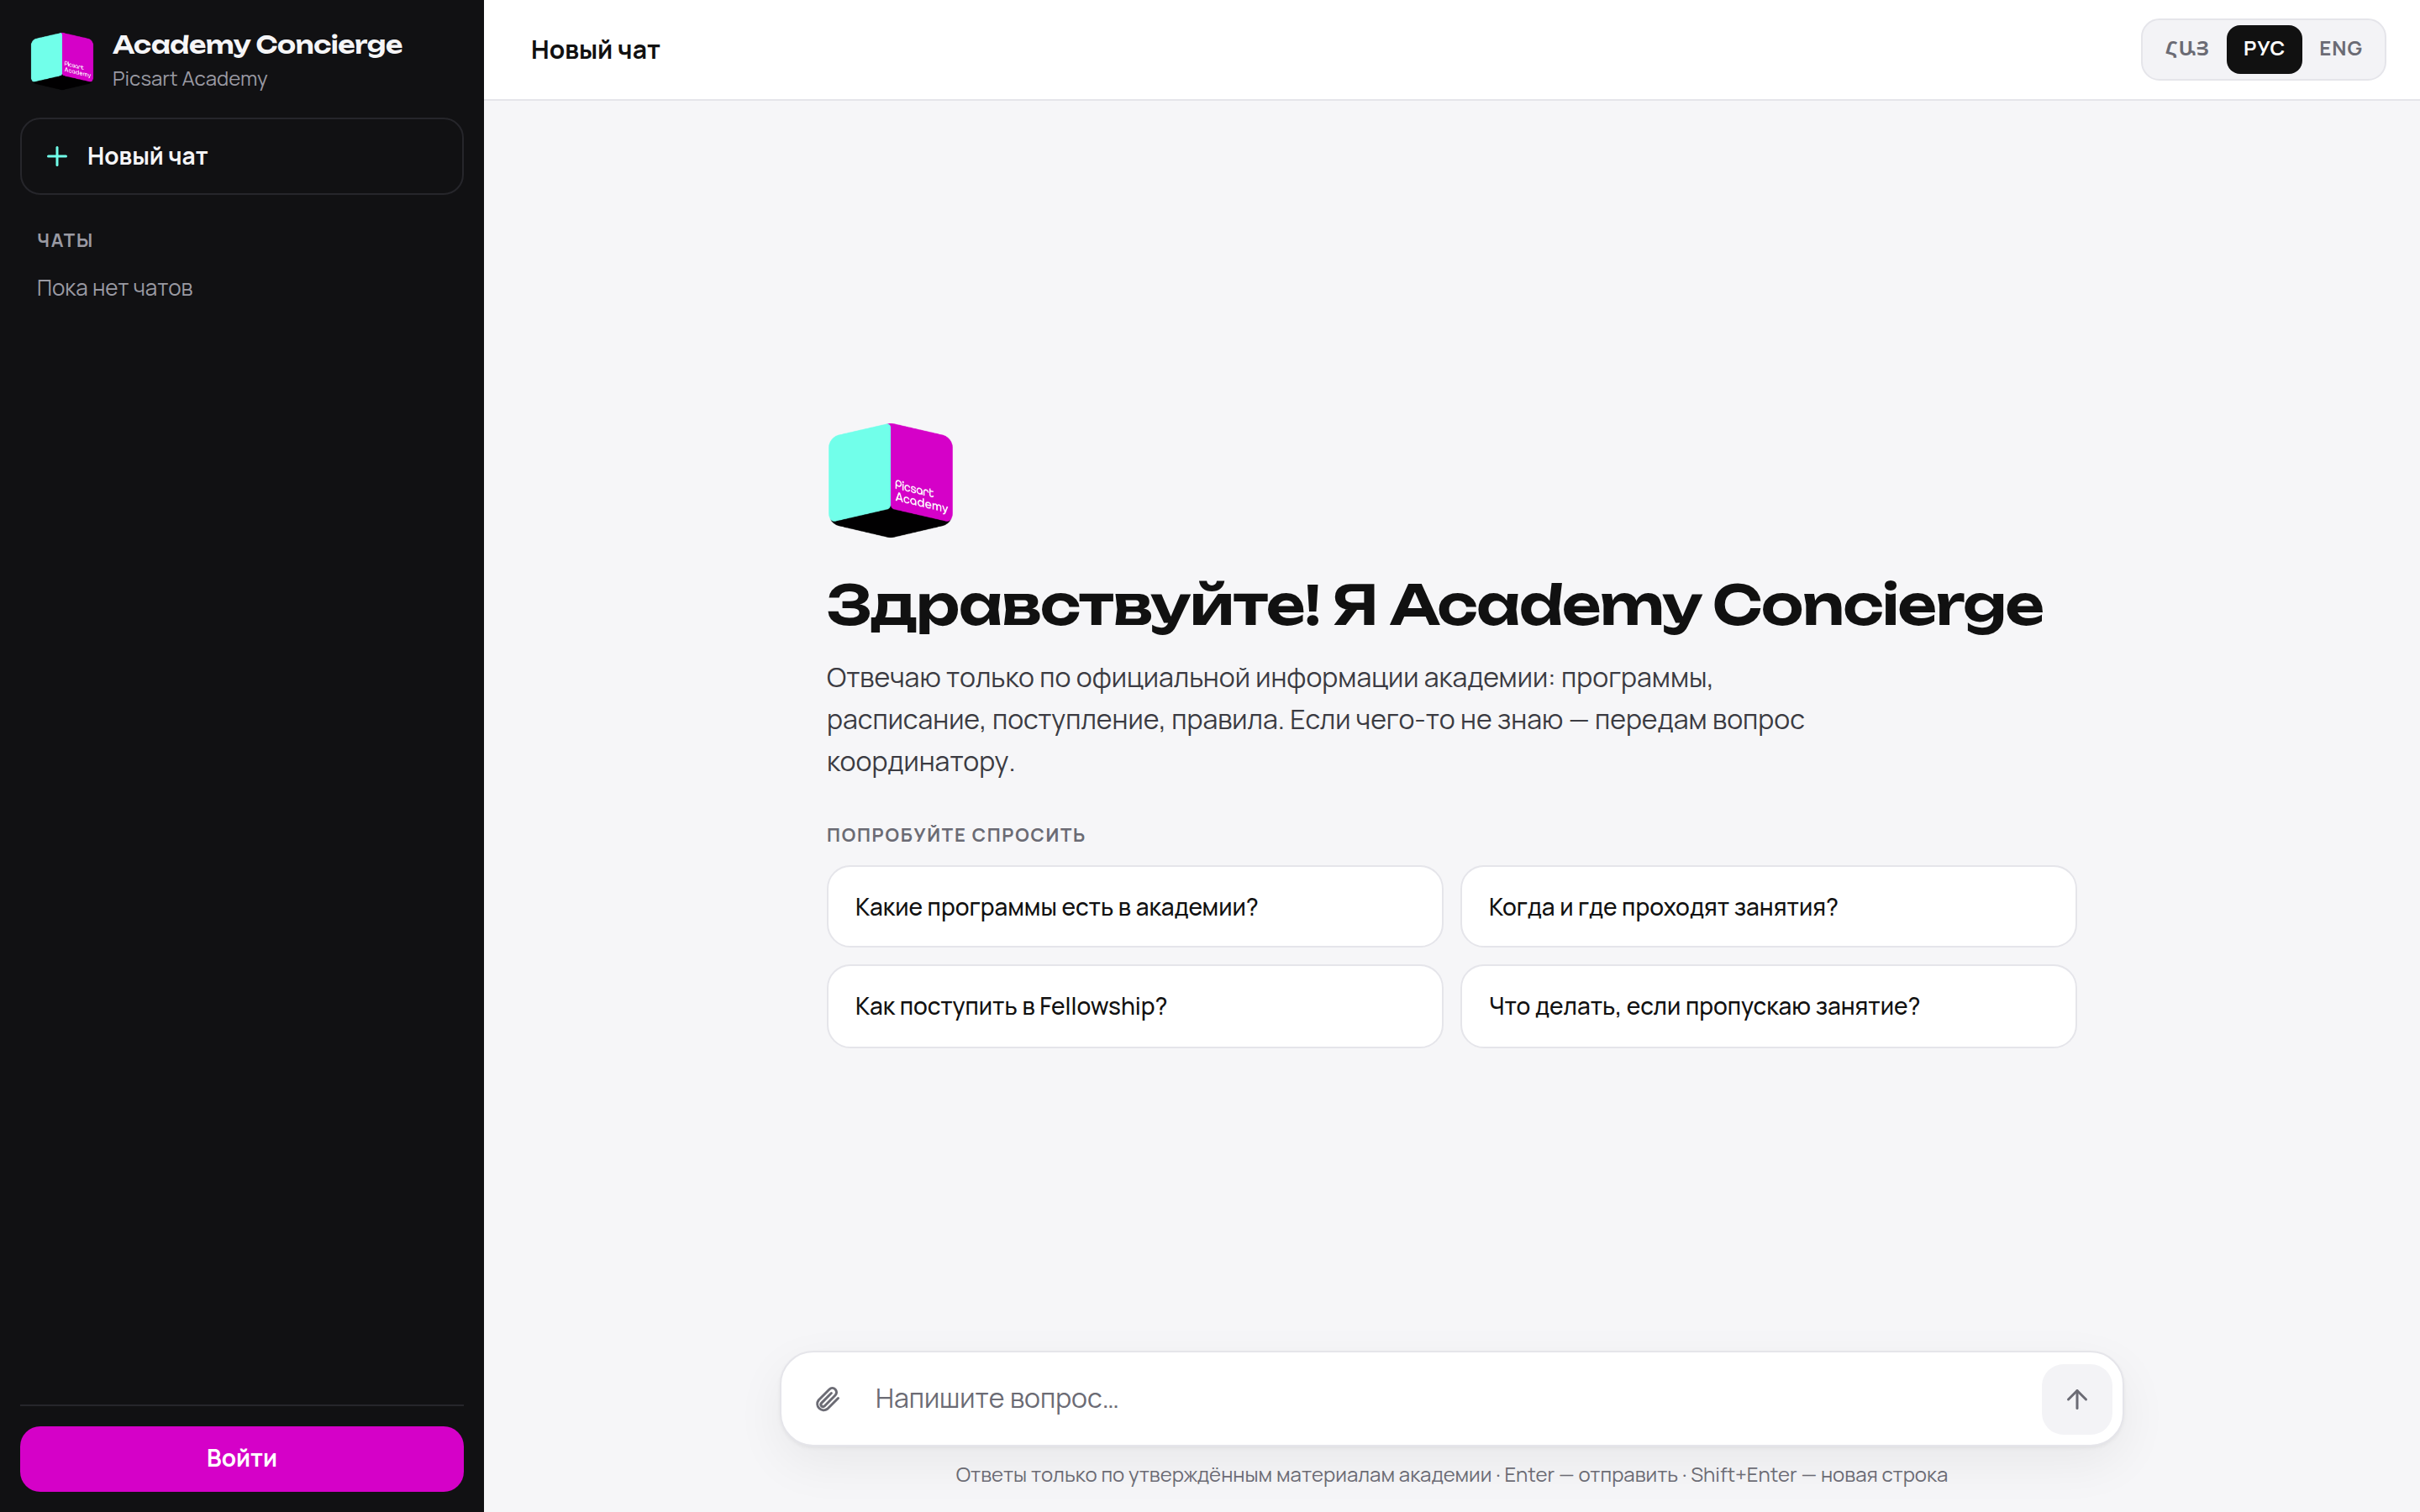 Picsart
Academy
Academy Concierge
Picsart Academy
Новый чат
ЧАТЫ
Пока нет чатов
Войти
Новый чат
ՀԱՅ
РУС
ENG
Picsart
Academy
Здравствуйте! Я Academy Concierge
Отвечаю только по официальной информации академии: программы,
расписание, поступление, правила. Если чего-то не знаю — передам вопрос
координатору.
ПОПРОБУЙТЕ СПРОСИТЬ
Какие программы есть в академии?
Когда и где проходят занятия?
Как поступить в Fellowship?
Что делать, если пропускаю занятие?
Напишите вопрос...
Ответы только по утверждённым материалам академии · Enter — отправить · Shift+Enter — новая строка